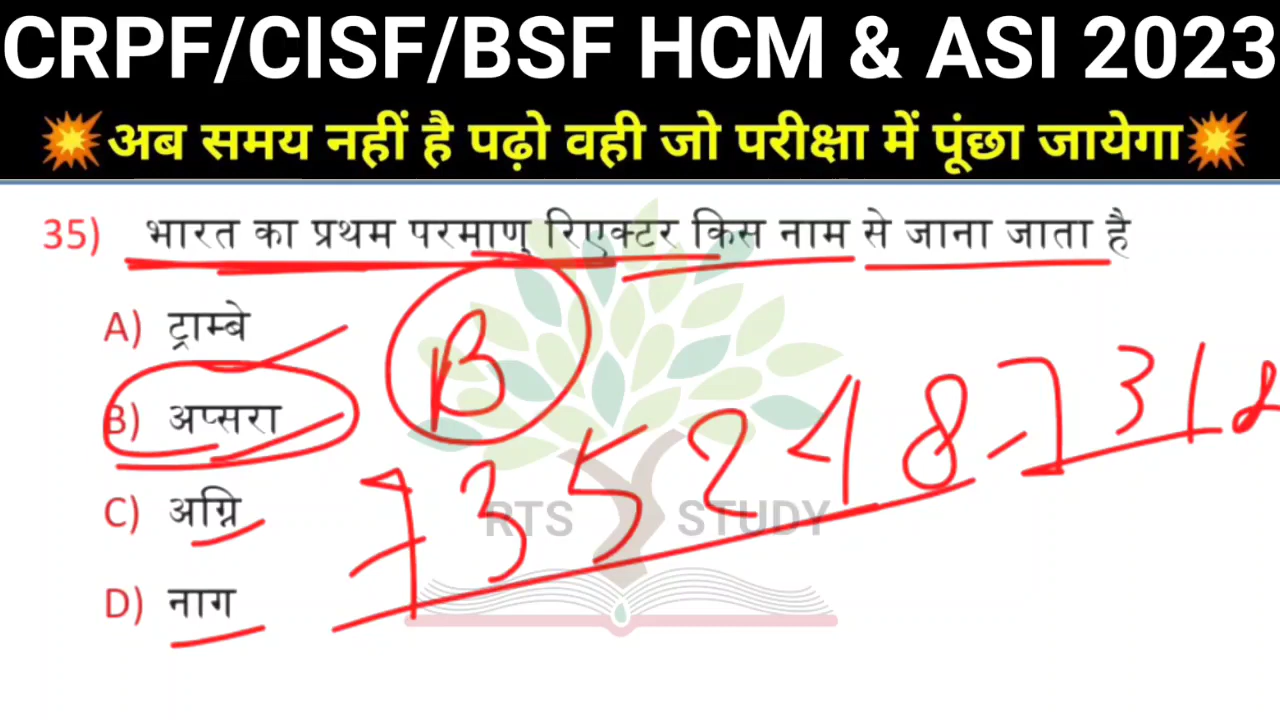 CRPF/CISF/BSF HCM & ASI 2023
💥अब समय नहीं है पढ़ो वही जो परीक्षा में पूंछा जायेगा💥
35) भारत का प्रथम परमाणु रिएक्टर किस नाम से जाना जाता है
A) ट्राम्बे
B) अप्सरा
B
C) अग्नि
D) नाग
7352487318
RTS STUDY